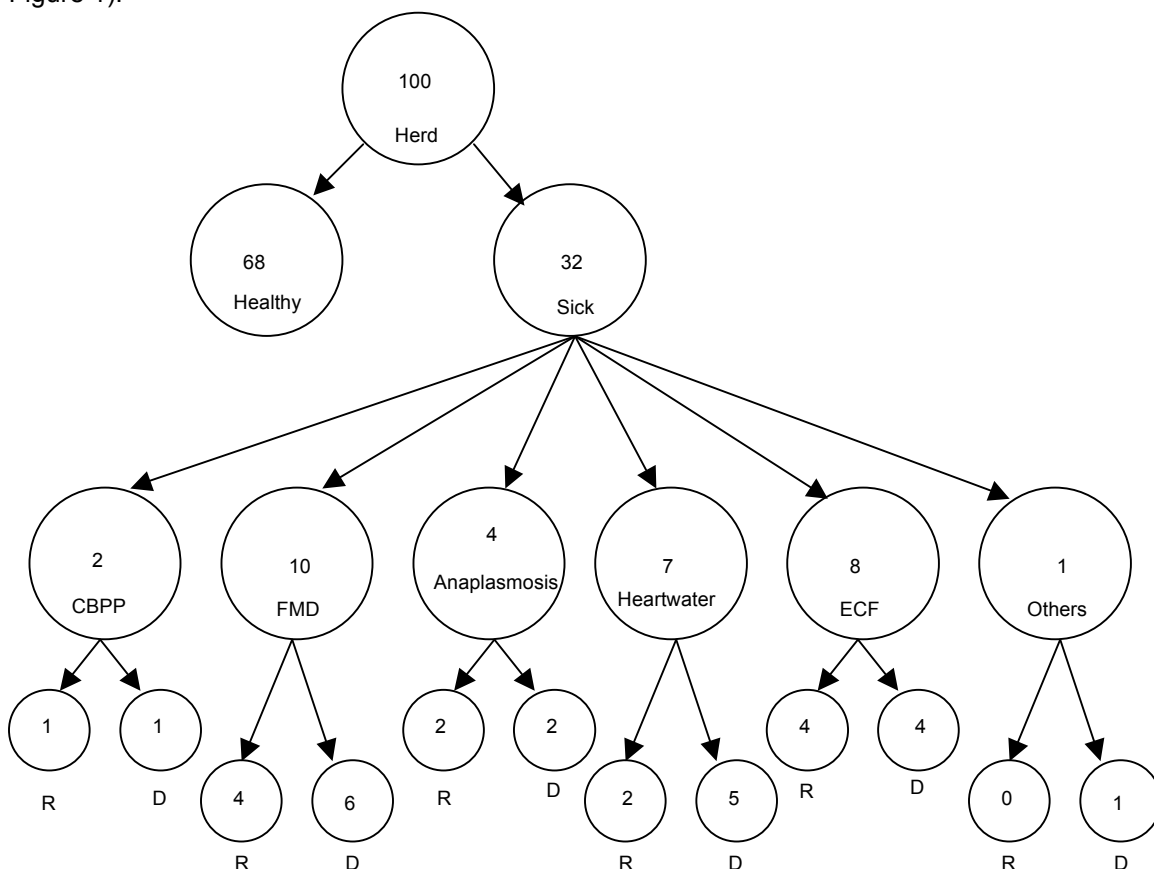 Figure 1).
100
Herd
68
Healthy
32
Sick
2
CBPP
10
FMD
4
Anaplasmosis
7
Heartwater
8
ECF
1
Others
1
R
1
D
4
R
6
D
2
R
2
D
2
R
5
D
4
R
4
D
0
R
1
D